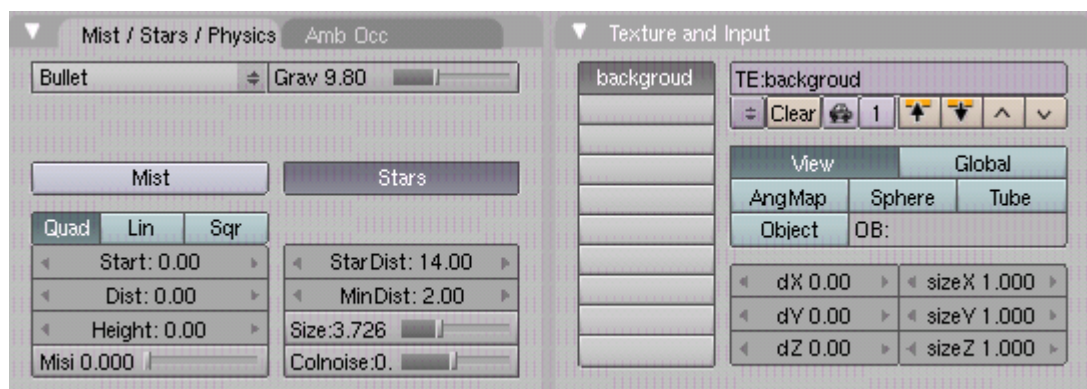 Mist / Stars / Physics Amb Occ
Bullet Grav 9.80
Mist Stars
Quad Lin Sqr
Start: 0.00 StarDist: 14.00
Dist: 0.00 MinDist: 2.00
Height: 0.00 Size:3.726
Misi 0.000 Colnoise:0.
Texture and Input
backgroud TE:backgroud
Clear 1
View Global
AngMap Sphere Tube
Object OB:
dX 0.00 sizeX 1.000
dY 0.00 sizeY 1.000
dZ 0.00 sizeZ 1.000